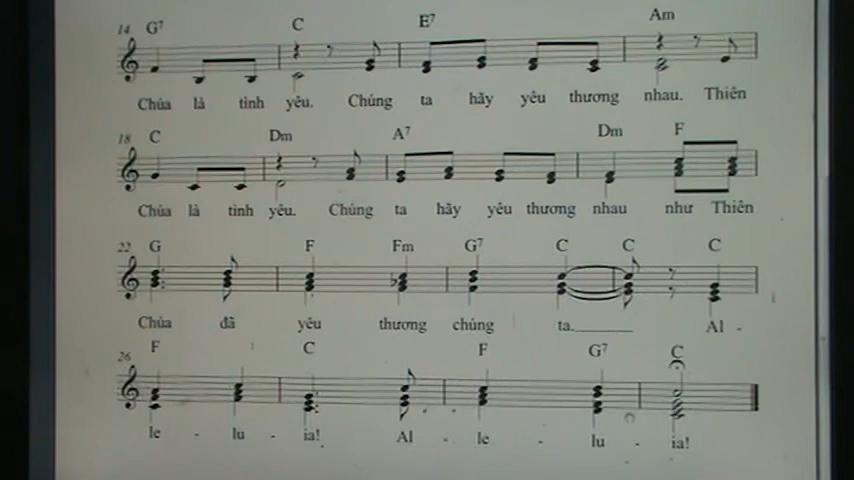 14 G7 C E7 Am
Chúa là tình yêu. Chúng ta hãy yêu thương nhau. Thiên
18 C Dm A7 Dm F
Chúa là tình yêu. Chúng ta hãy yêu thương nhau như Thiên
22 G F Fm G7 C C C
Chúa đã yêu thương chúng ta.______ Al -
26 F C F G7 C
le - lu - ia! Al - le - lu - ia!